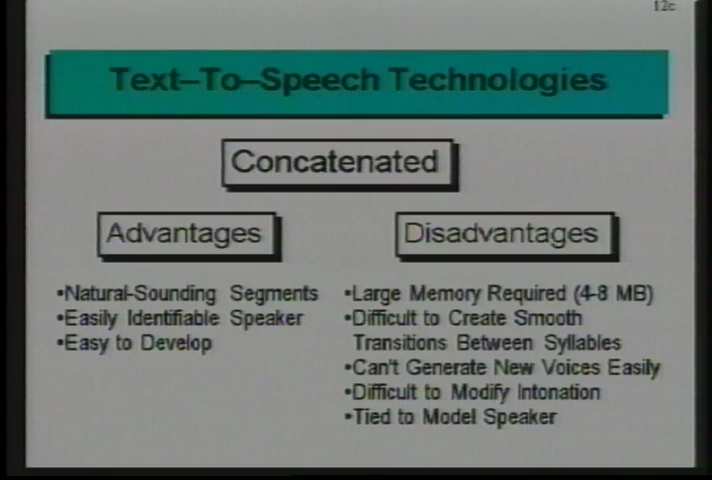 12c
Text–To–Speech Technologies
Concatenated
Advantages
•Natural-Sounding Segments
•Easily Identifiable Speaker
•Easy to Develop
Disadvantages
•Large Memory Required (4-8 MB)
•Difficult to Create Smooth
Transitions Between Syllables
•Can't Generate New Voices Easily
•Difficult to Modify Intonation
•Tied to Model Speaker